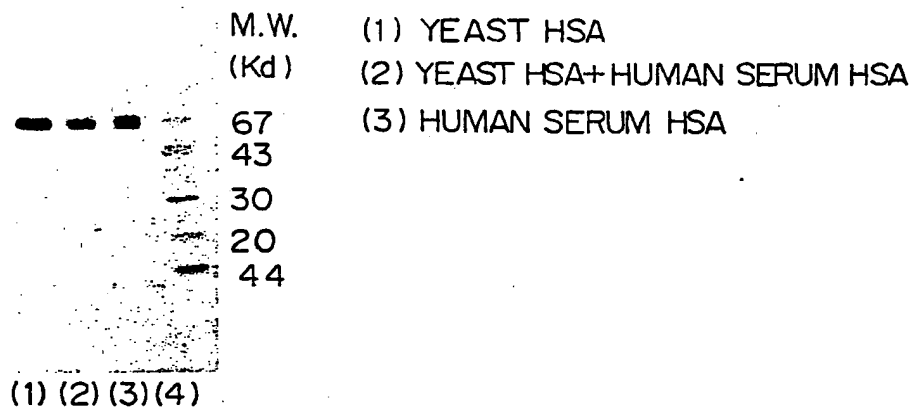 M.W.
(Kd)
67
43
30
20
44
(1) YEAST HSA
(2) YEAST HSA+HUMAN SERUM HSA
(3) HUMAN SERUM HSA
(1) (2) (3) (4)